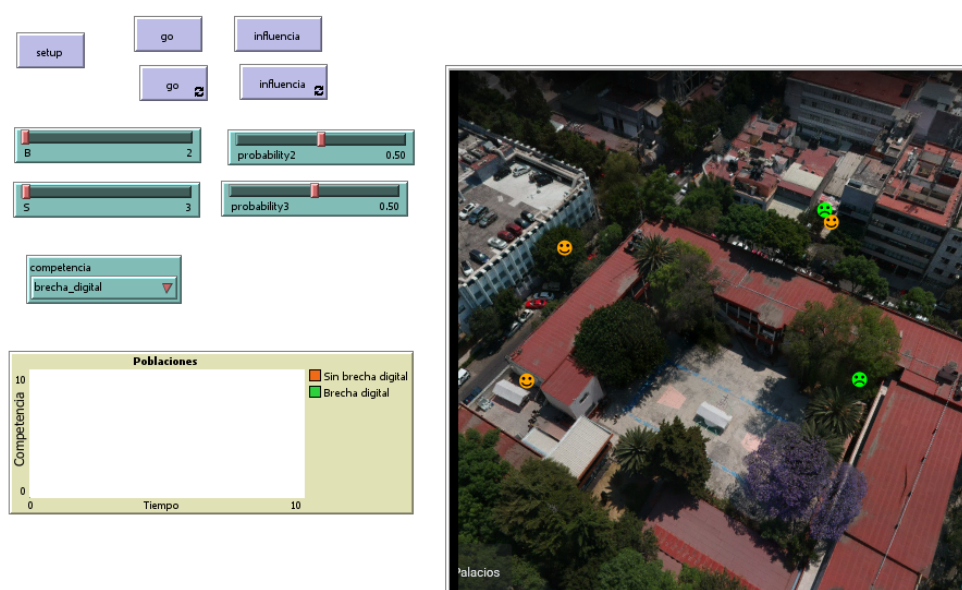 setup
go
influencia
go
influencia
B 2
probability2 0.50
S 3
probability3 0.50
competencia
brecha_digital
Poblaciones
10
Competencia
0
0
Tiempo
10
Sin brecha digital
Brecha digital
Palacios